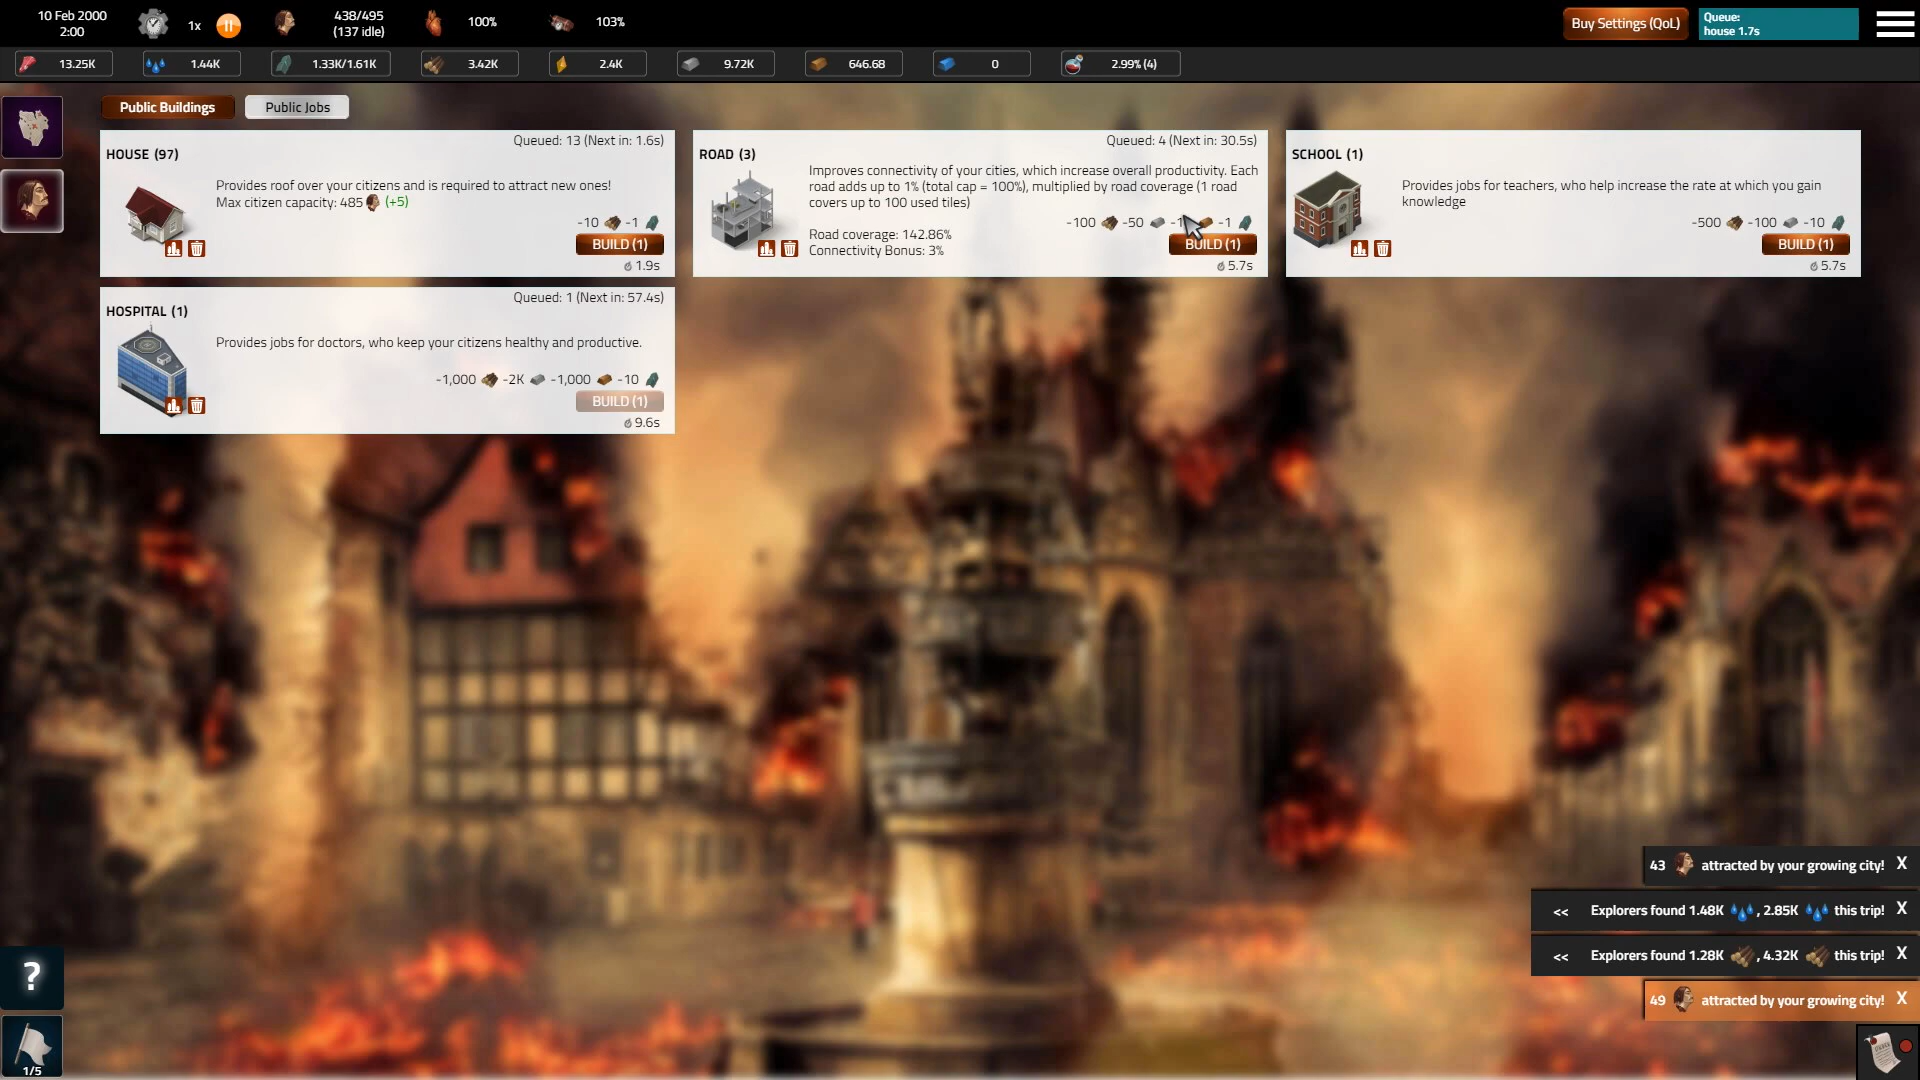 10 Feb 2000
2:00
1x
438/495
(137 idle)
100%
103%
Buy Settings (QoL)
Queue:
house 1.7s
13.25K
1.44K
1.33K/1.61K
3.42K
2.4K
9.72K
646.68
0
2.99% (4)
Public Buildings
Public Jobs
Queued: 13 (Next in: 1.6s)
HOUSE (97)
Provides roof over your citizens and is required to attract new ones!
Max citizen capacity: 485 (+5)
-10 -1
BUILD (1)
1.9s
Queued: 4 (Next in: 30.5s)
ROAD (3)
Improves connectivity of your cities, which increase overall productivity. Each
road adds up to 1% (total cap = 100%), multiplied by road coverage (1 road
covers up to 100 used tiles)
-100 -50 -1
Road coverage: 142.86%
Connectivity Bonus: 3%
BUILD (1)
5.7s
SCHOOL (1)
Provides jobs for teachers, who help increase the rate at which you gain
knowledge
-500 -100 -10
BUILD (1)
5.7s
Queued: 1 (Next in: 57.4s)
HOSPITAL (1)
Provides jobs for doctors, who keep your citizens healthy and productive.
-1,000 -2K -1,000 -10
BUILD (1)
9.6s
43 attracted by your growing city! X
<< Explorers found 1.48K , 2.85K this trip! X
<< Explorers found 1.28K , 4.32K this trip! X
49 attracted by your growing city! X
?
1/5